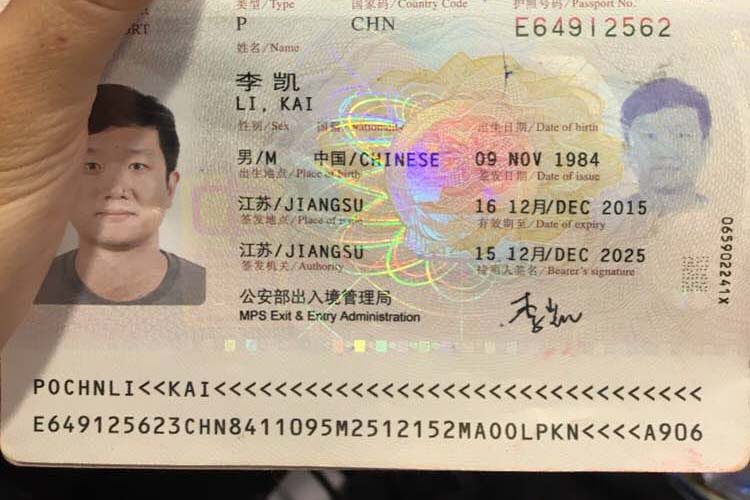 类型/Type 国家码/Country Code 护照号码/Passport No.
P CHN E64912562
姓名/Name
李凯
LI, KAI
性别/Sex 国籍/Nationality 出生日期/Date of birth
男/M 中国/CHINESE 09 NOV 1984
出生地点/Place of birth 签发日期/Date of issue
江苏/JIANGSU 16 12月/DEC 2015
签发地点/Place of issue 有效期至/Date of expiry
江苏/JIANGSU 15 12月/DEC 2025
签发机关/Authority 持照人签名/Bearer's signature
公安部出入境管理局 李凯
MPS Exit & Entry Administration
065902241X
POCHNLI<<KAI<<<<<<<<<<<<<<<<<<<<<<<<<<<<<<<<
E649125623CHN8411095M2512152MAOOLPKN<<<<A906